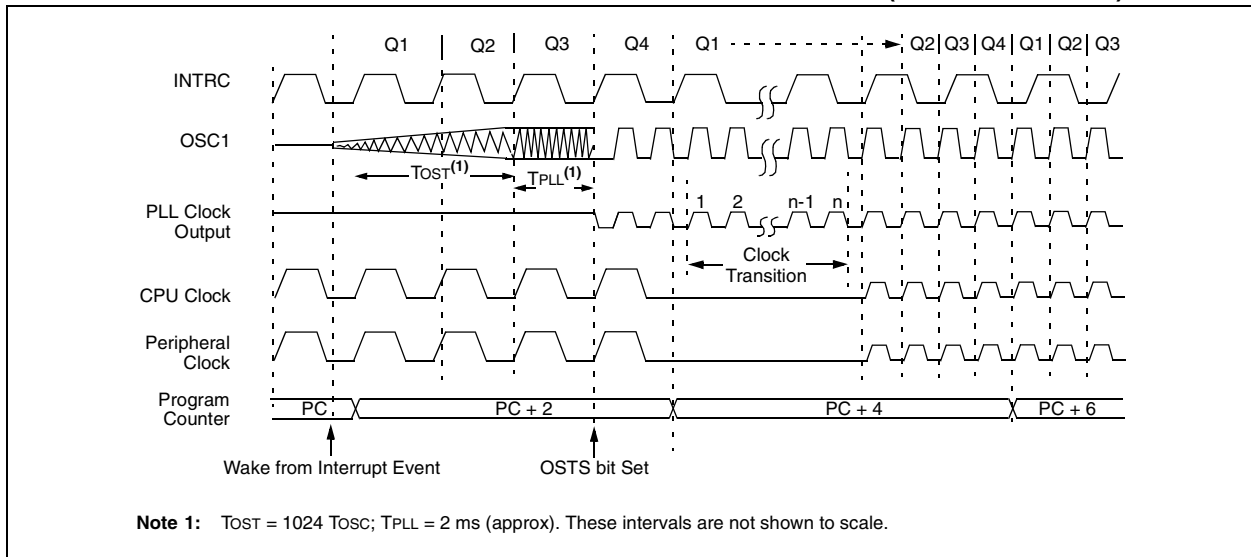 Q1 Q2 Q3 Q4 Q1 Q2 Q3 Q4 Q1 Q2 Q3
INTRC
OSC1
TOST(1)
TPLL(1)
PLL Clock
Output
1 2 n-1 n
Clock
Transition
CPU Clock
Peripheral
Clock
Program
Counter
PC PC + 2 PC + 4 PC + 6
Wake from Interrupt Event
OSTS bit Set
Note 1: TOST = 1024 TOSC; TPLL = 2 ms (approx). These intervals are not shown to scale.